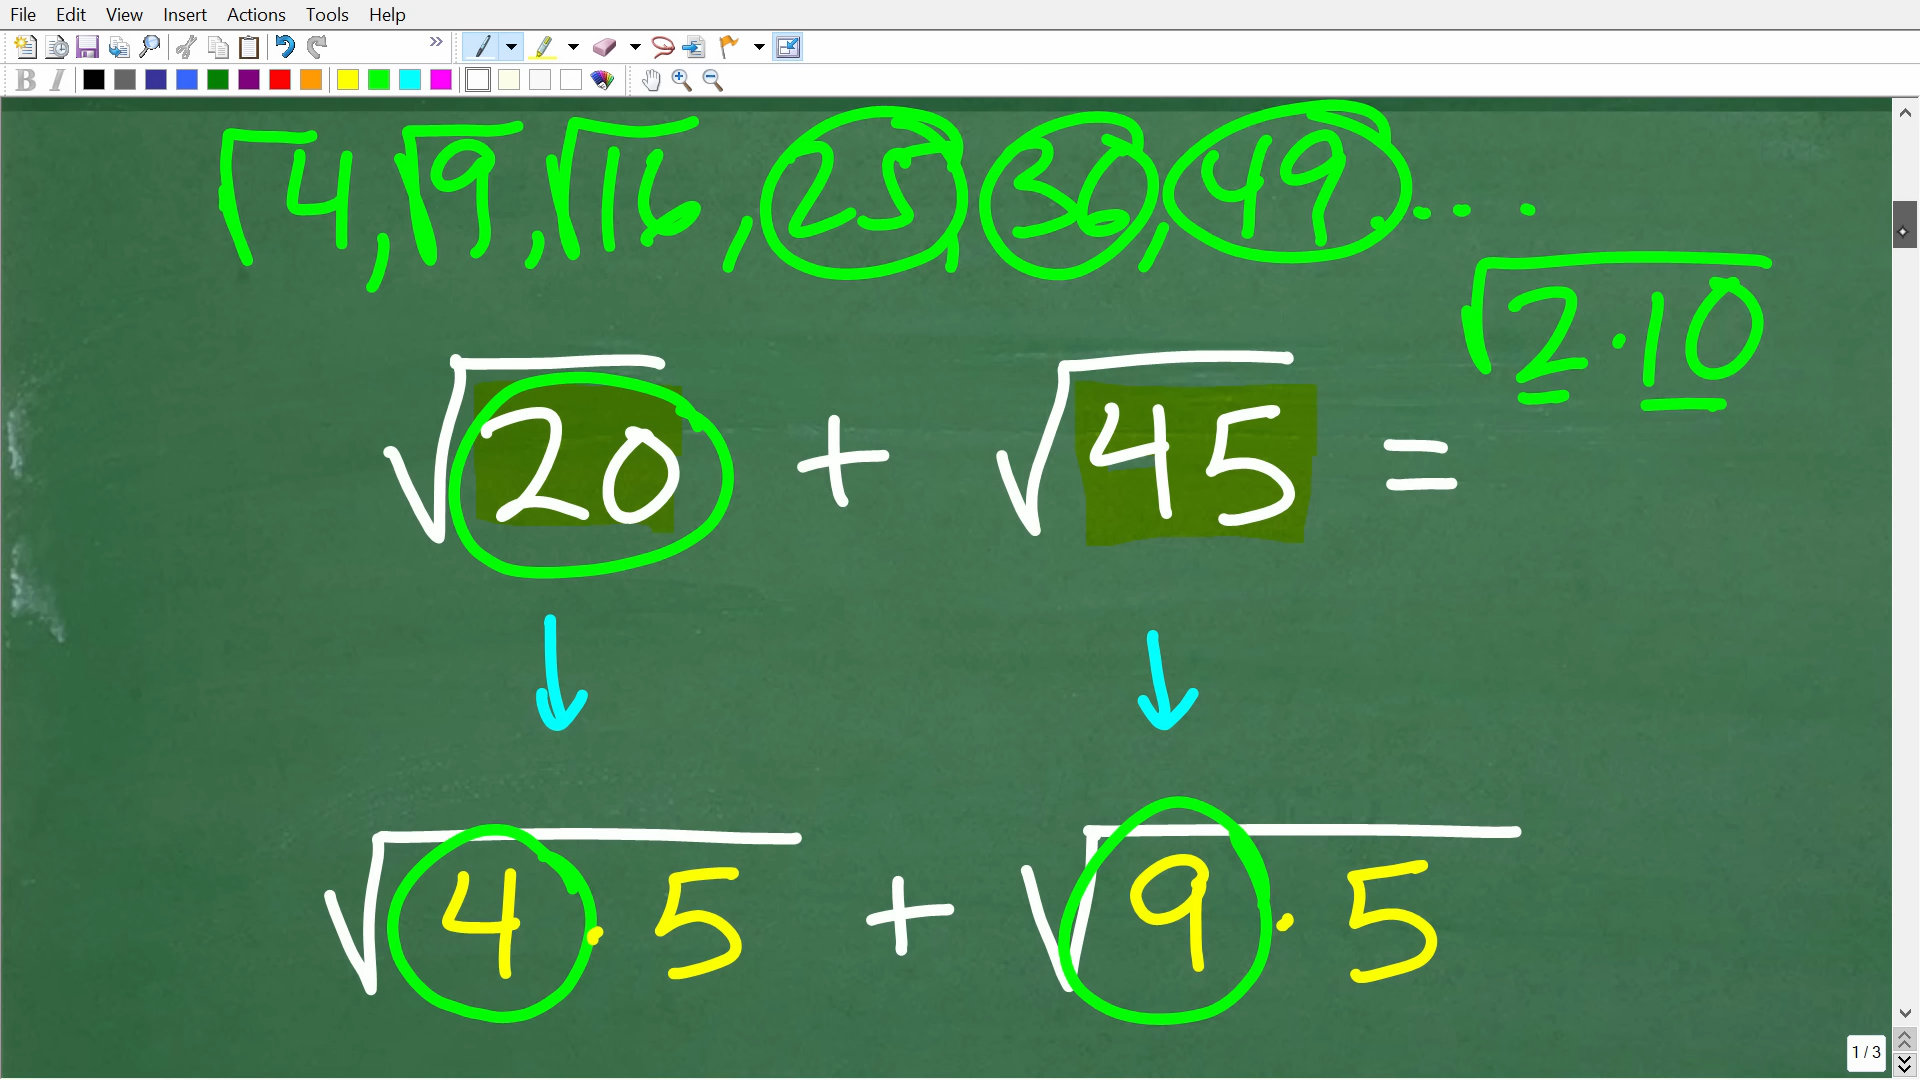 File Edit View Insert Actions Tools Help
B I
√4, √9, √16, 25, 36, 49 . . . .
√2·10
√20 + √45 =
√4·5 + √9·5
1 / 3